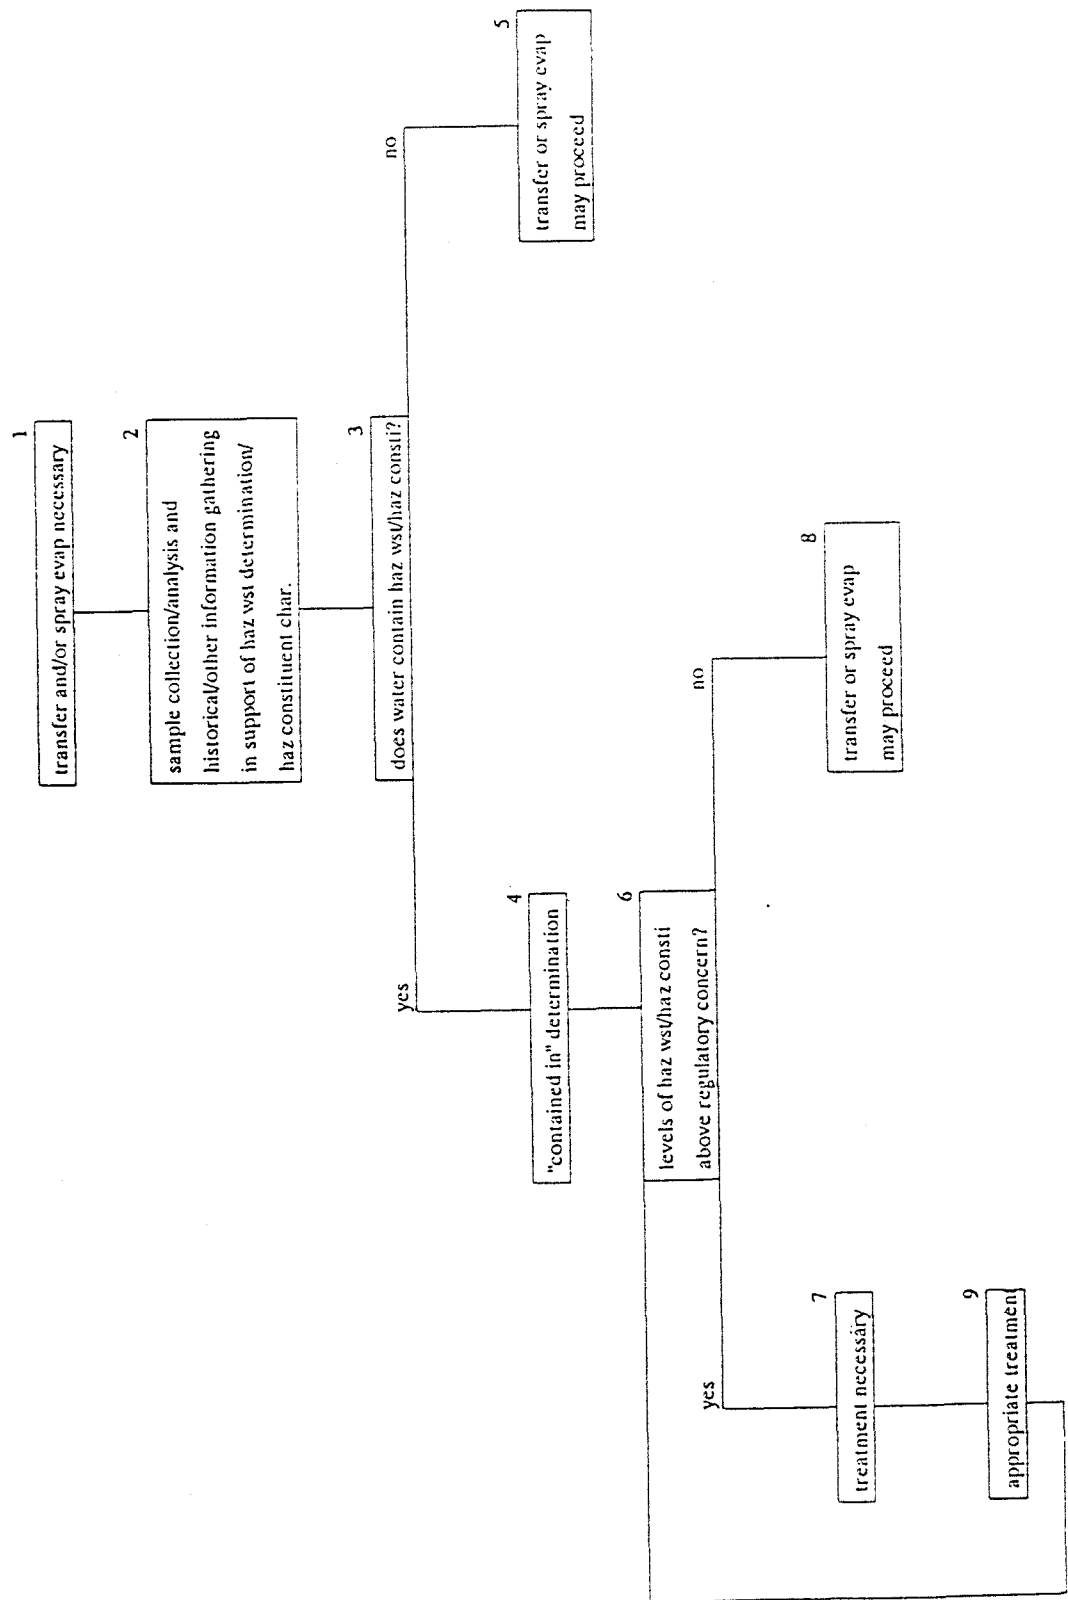 1
transfer and/or spray evap necessary
2
sample collection/analysis and
historical/other information gathering
in support of haz wst determination/
haz constituent char.
3
does water contain haz wst/haz consti?
yes
no
4
"contained in" determination
5
transfer or spray evap
may proceed
6
levels of haz wst/haz consti
above regulatory concern?
yes
no
7
treatment necessary
8
transfer or spray evap
may proceed
9
appropriate treatment